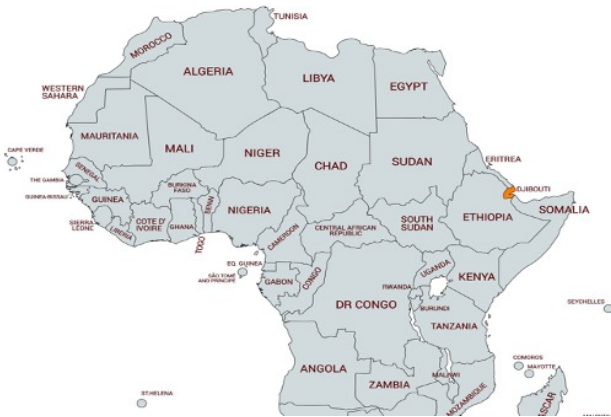 TUNISIA
MOROCCO
ALGERIA
LIBYA
EGYPT
WESTERN
SAHARA
MAURITANIA
MALI
NIGER
CHAD
SUDAN
ERITREA
CAPE VERDE
SENEGAL
THE GAMBIA
GUINEA-BISSAU
GUINEA
BURKINA
FASO
DJIBOUTI
SIERRA
LEONE
LIBERIA
COTE D'
IVOIRE
GHANA
TOGO
BENIN
NIGERIA
CAMEROON
CENTRAL AFRICAN
REPUBLIC
SOUTH
SUDAN
ETHIOPIA
SOMALIA
EQ. GUINEA
SÃO TOMÉ
AND PRINCIPE
GABON
CONGO
UGANDA
KENYA
RWANDA
BURUNDI
DR CONGO
TANZANIA
SEYCHELLES
COMOROS
MAYOTTE
ANGOLA
ZAMBIA
MALAWI
MOZAMBIQUE
ST.HELENA